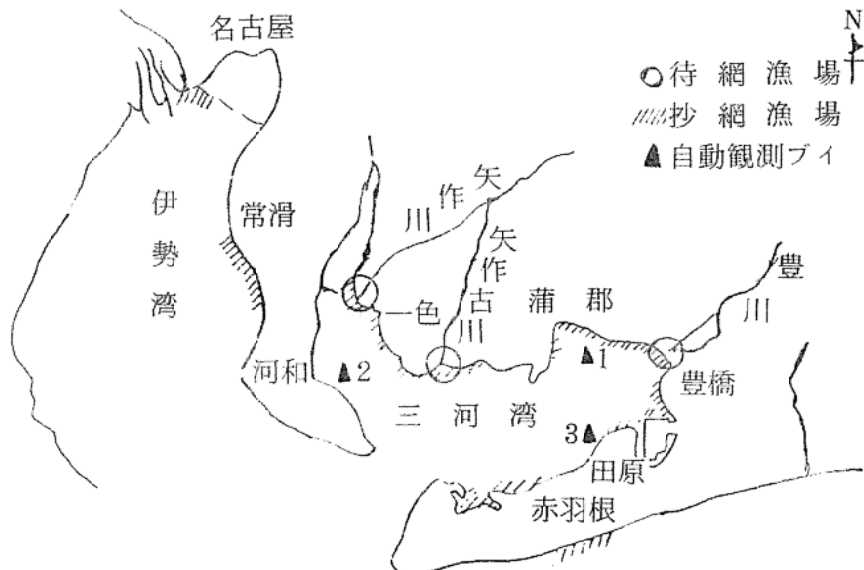 名古屋
N
○待網漁場
抄網漁場
▲自動観測ブイ
伊勢湾
常滑
矢作川
矢作古川
豊川
一色
蒲郡
河和
▲2
▲1
豊橋
三河湾
3▲
田原
赤羽根